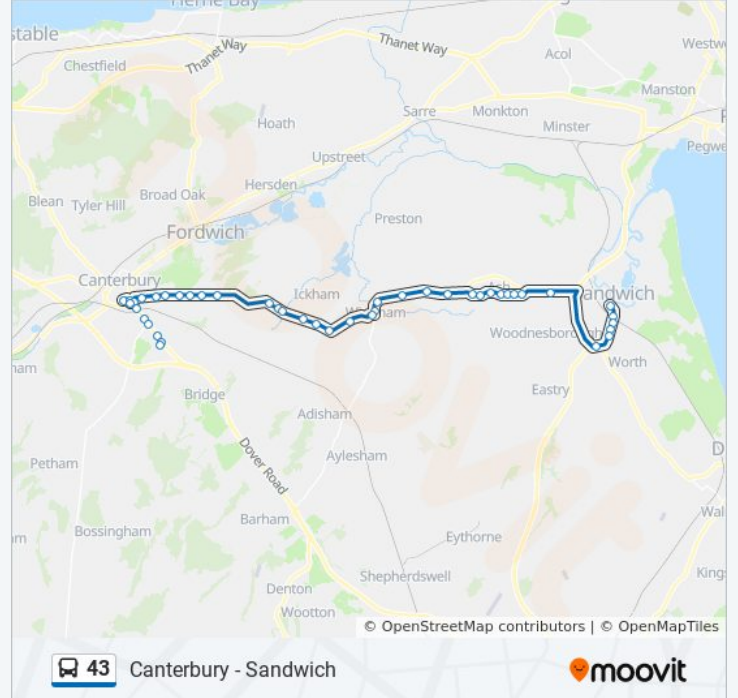 Herne Bay
stable
Thanet Way
Thanet Way
Westw
Chestfield
Acol
Manston
Sarre
Monkton
Hoath
Minster
Pegwe
Upstreet
Hersden
Blean
Tyler Hill
Broad Oak
Preston
Fordwich
Canterbury
Ickham
Ash
Sandwich
Wingham
Woodnesborough
Worth
ham
Bridge
Eastry
Adisham
D
Petham
Aylesham
Dover Road
Wal
Barham
Bossingham
Eythorne
am
Shepherdswell
King
Denton
Wootton
© OpenStreetMap contributors | © OpenMapTiles
43 Canterbury - Sandwich
moovit